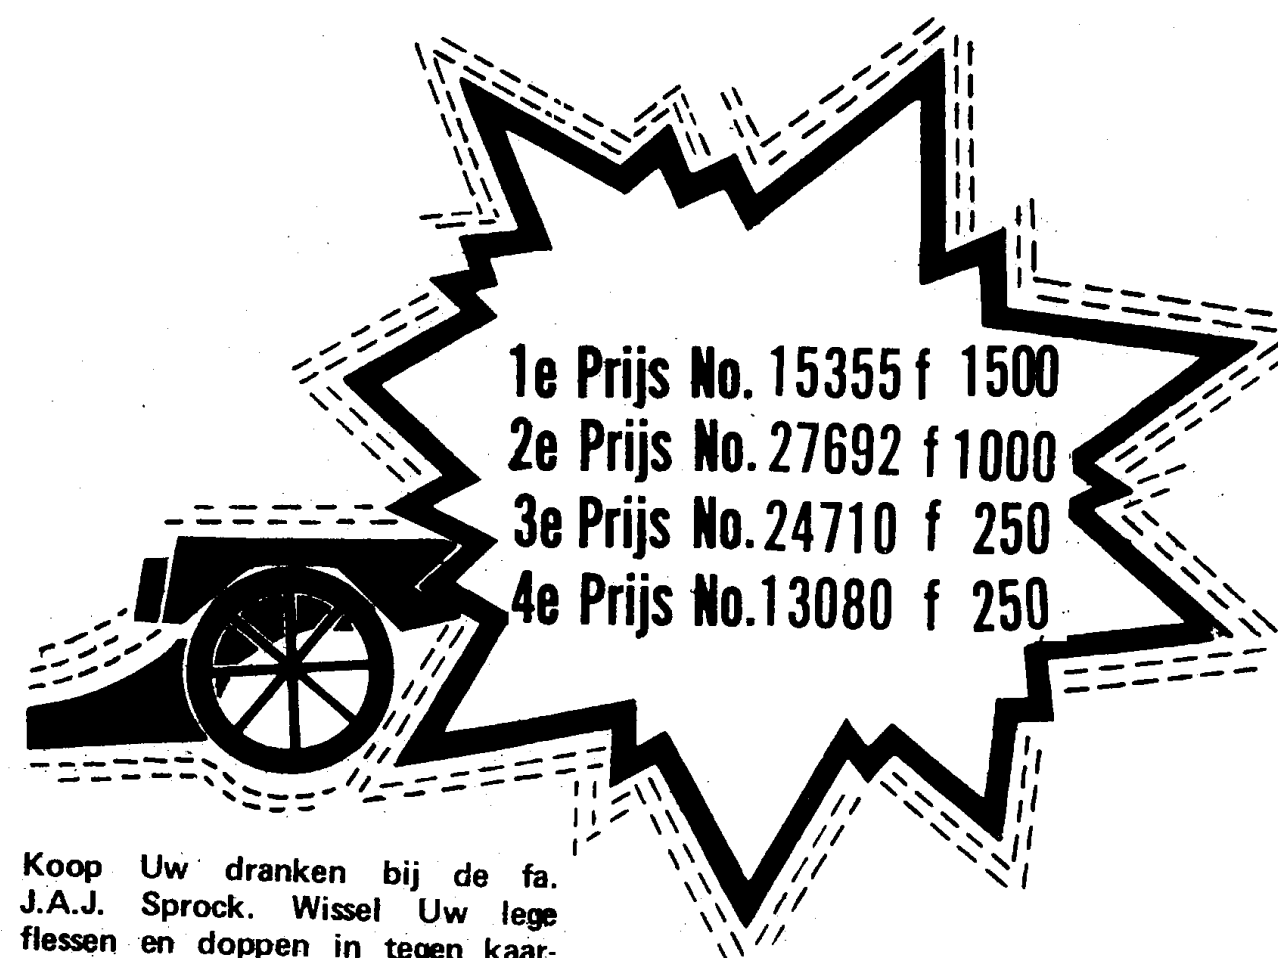 1e Prijs No. 15355 f 1500
2e Prijs No. 27692 f 1000
3e Prijs No. 24710 f 250
4e Prijs No. 13080 f 250
Koop Uw dranken bij de fa.
J.A.J. Sprock. Wissel Uw lege
flessen en doppen in tegen kaar-